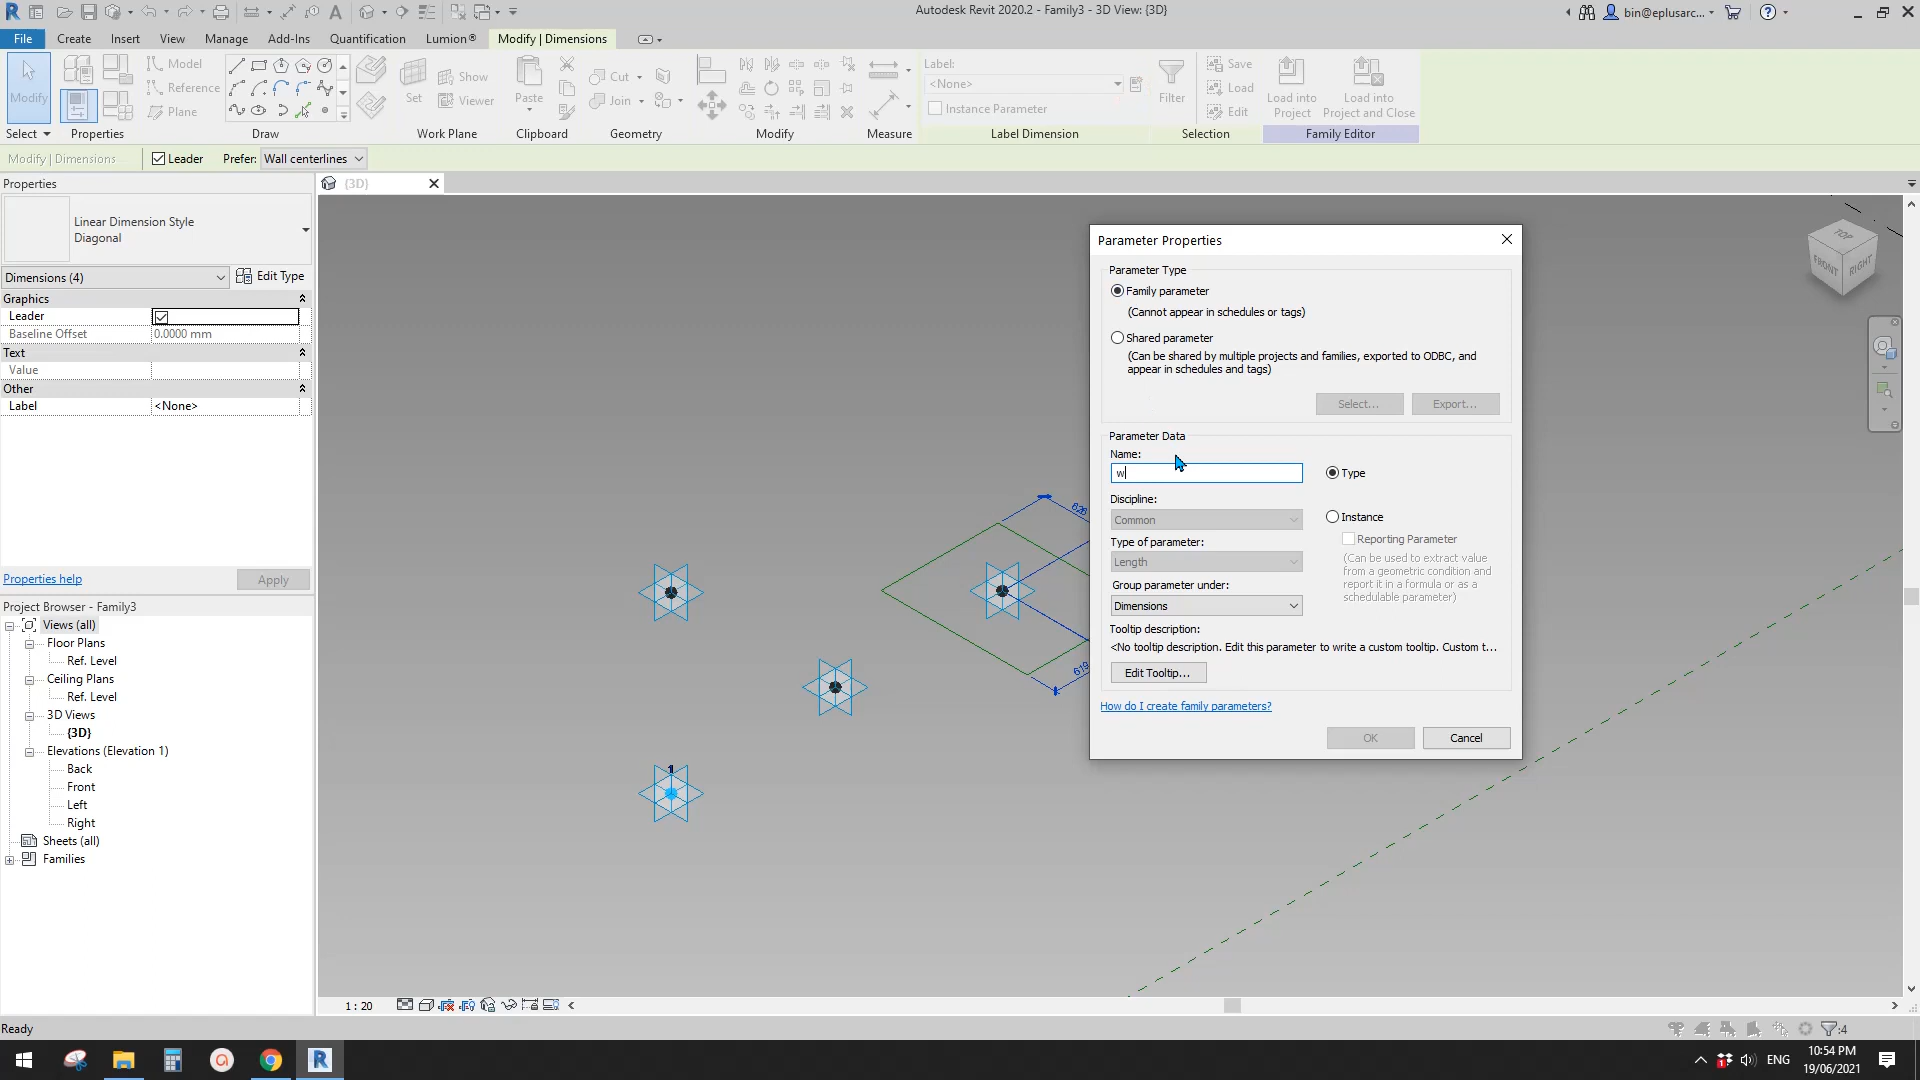 Autodesk Revit 2020.2 - Family3 - 3D View: {3D}
bin@eplusarc...
File
Create
Insert
View
Manage
Add-Ins
Quantification
Lumion®
Modify | Dimensions
Modify
Model
Reference
Plane
Set
Show
Viewer
Paste
Cut
Join
Label:
<None>
Instance Parameter
Filter
Save
Load
Edit
Load into
Project
Load into
Project and Close
Select
Properties
Draw
Work Plane
Clipboard
Geometry
Modify
Measure
Label Dimension
Selection
Family Editor
Modify | Dimensions
Leader
Prefer:
Wall centerlines
Properties
{3D}
Linear Dimension Style
Diagonal
Dimensions (4)
Edit Type
Graphics
Leader
Baseline Offset
0.0000 mm
Text
Value
Other
Label
<None>
Properties help
Apply
Project Browser - Family3
Views (all)
Floor Plans
Ref. Level
Ceiling Plans
Ref. Level
3D Views
{3D}
Elevations (Elevation 1)
Back
Front
Left
Right
Sheets (all)
Families
1
626
619
Parameter Properties
Parameter Type
Family parameter
(Cannot appear in schedules or tags)
Shared parameter
(Can be shared by multiple projects and families, exported to ODBC, and
appear in schedules and tags)
Select...
Export...
Parameter Data
Name:
w
Type
Discipline:
Common
Instance
Type of parameter:
Reporting Parameter
Length
(Can be used to extract value
from a geometric condition and
report it in a formula or as a
schedulable parameter)
Group parameter under:
Dimensions
Tooltip description:
<No tooltip description. Edit this parameter to write a custom tooltip. Custom t...
Edit Tooltip...
How do I create family parameters?
OK
Cancel
TOP
FRONT
RIGHT
1 : 20
Ready
:4
ENG
10:54 PM
19/06/2021